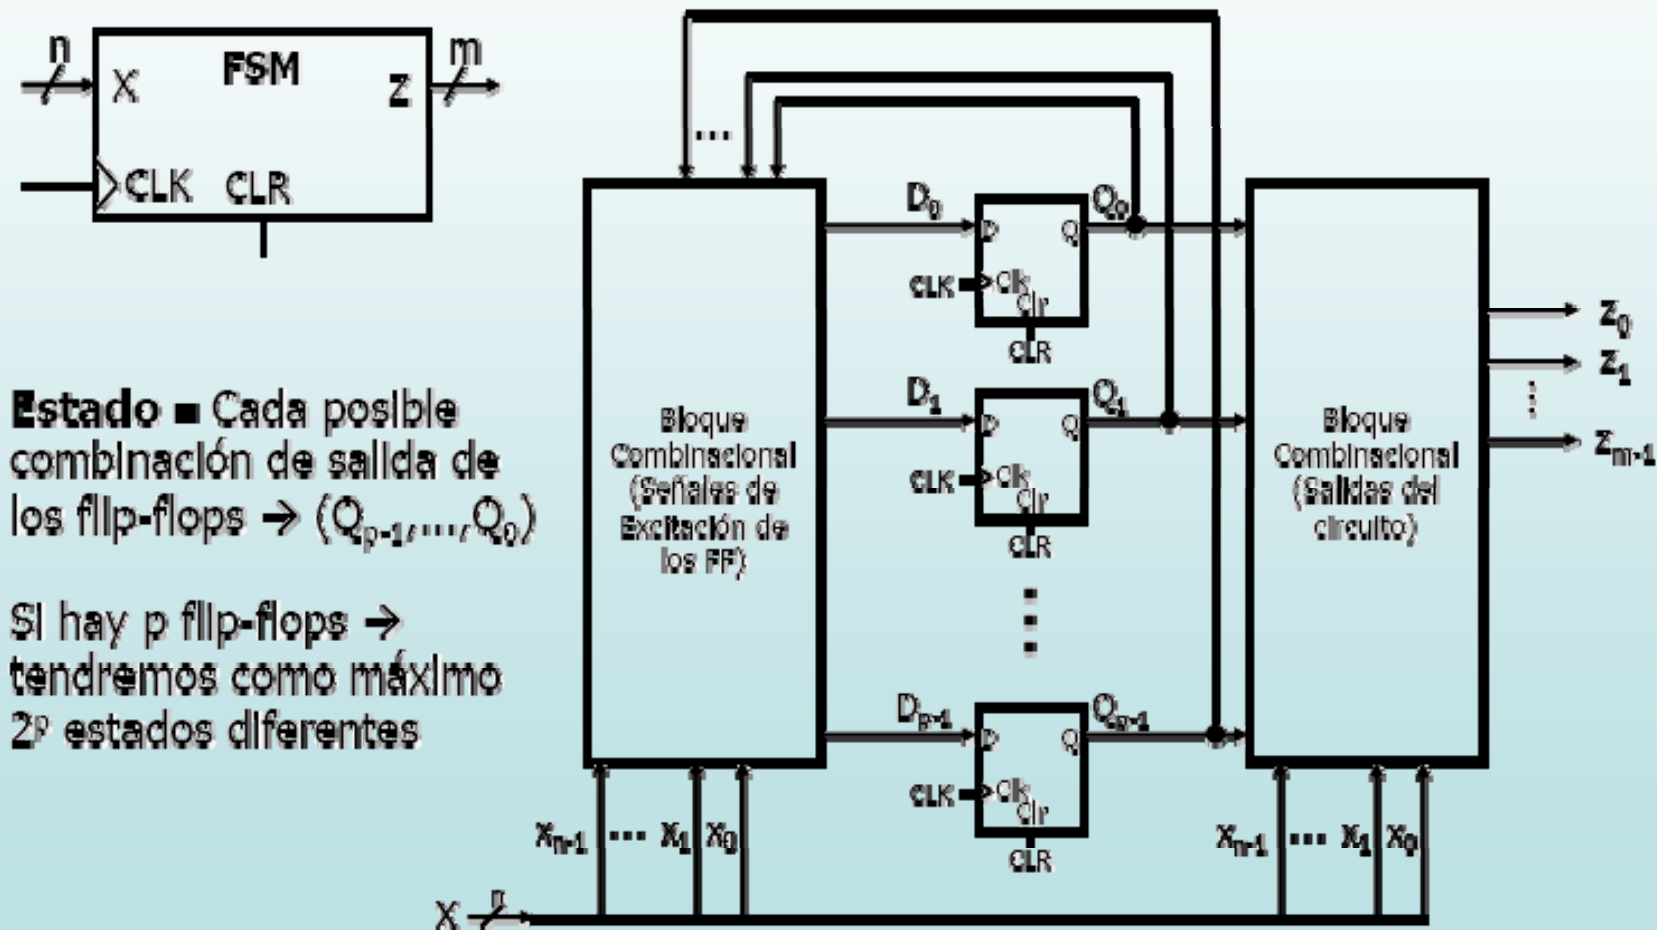 n
X FSM Z
m
CLK CLR
Estado = Cada posible
combinación de salida de
los flip-flops → (Qp-1,...,Q0)
Si hay p flip-flops →
tendremos como máximo
2p estados diferentes
...
Bloque
Combinacional
(Señales de
Excitación de
los FF)
D0
D Q
Q0
CLK
Clk
Clr
CLR
D1
D Q
Q1
CLK
Clk
Clr
CLR
Dp-1
D Q
Qp-1
CLK
Clk
Clr
CLR
Bloque
Combinacional
(Salidas del
circuito)
Z0
Z1
Zm-1
Xn-1 ... X1 X0
Xn-1 ... X1 X0
X n